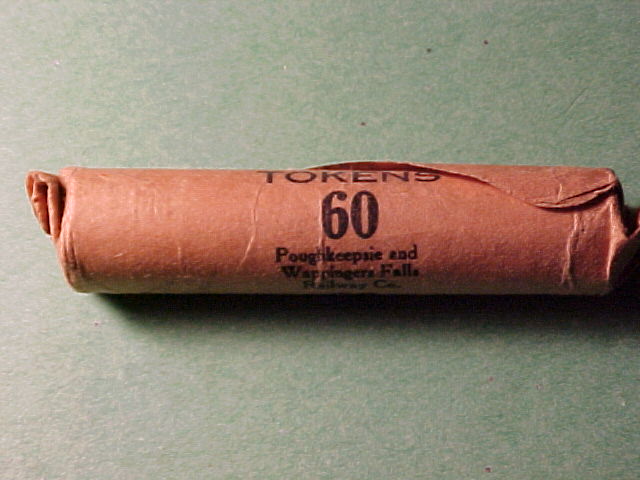 TOKENS
60
Poughkeepsie and
Wappingers Falls
Railway Co.